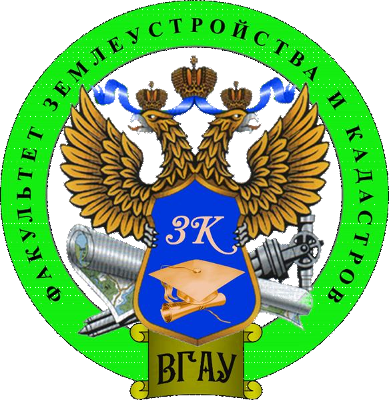 ФАКУЛЬТЕТ ЗЕМЛЕУСТРОЙСТВА И КАДАСТРОВ
ЗК
ВГАУ